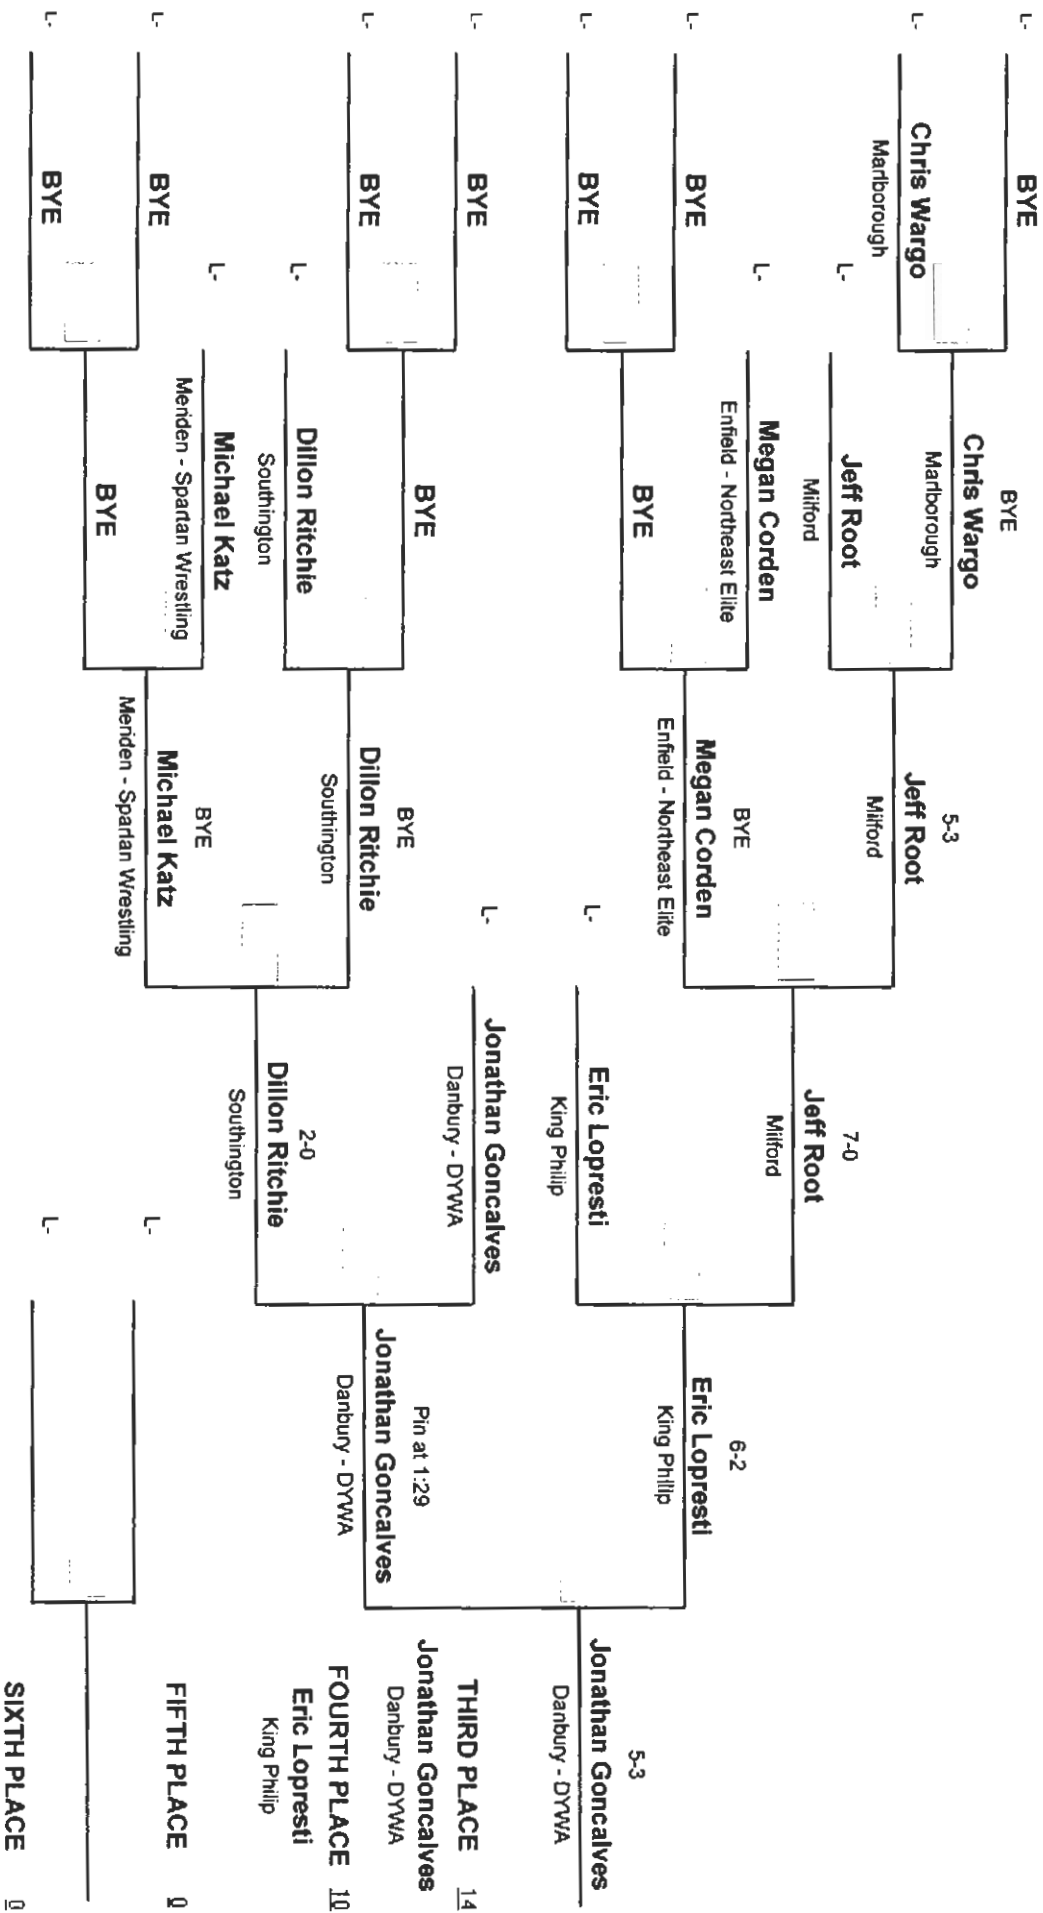 L-
BYE
L-
Chris Wargo
Marlborough
L-
BYE
L-
BYE
L-
BYE
L-
BYE
L-
BYE
L-
BYE
BYE
Chris Wargo
Marlborough
L-
Jeff Root
Milford
L-
Megan Corden
Enfield - Northeast Elite
BYE
BYE
L-
Dillon Ritchie
Southington
L-
Michael Katz
Meriden - Spartan Wrestling
BYE
5-3
Jeff Root
Milford
BYE
Megan Corden
Enfield - Northeast Elite
BYE
Dillon Ritchie
Southington
BYE
Michael Katz
Meriden - Spartan Wrestling
7-0
Jeff Root
Milford
L-
Eric Lopresti
King Philip
L-
Jonathan Goncalves
Danbury - DYWA
2-0
Dillon Ritchie
Southington
6-2
Eric Lopresti
King Philip
Pin at 1:29
Jonathan Goncalves
Danbury - DYWA
L-
L-
5-3
Jonathan Goncalves
Danbury - DYWA
THIRD PLACE 14
Jonathan Goncalves
Danbury - DYWA
FOURTH PLACE 10
Eric Lopresti
King Philip
FIFTH PLACE 0
SIXTH PLACE 0